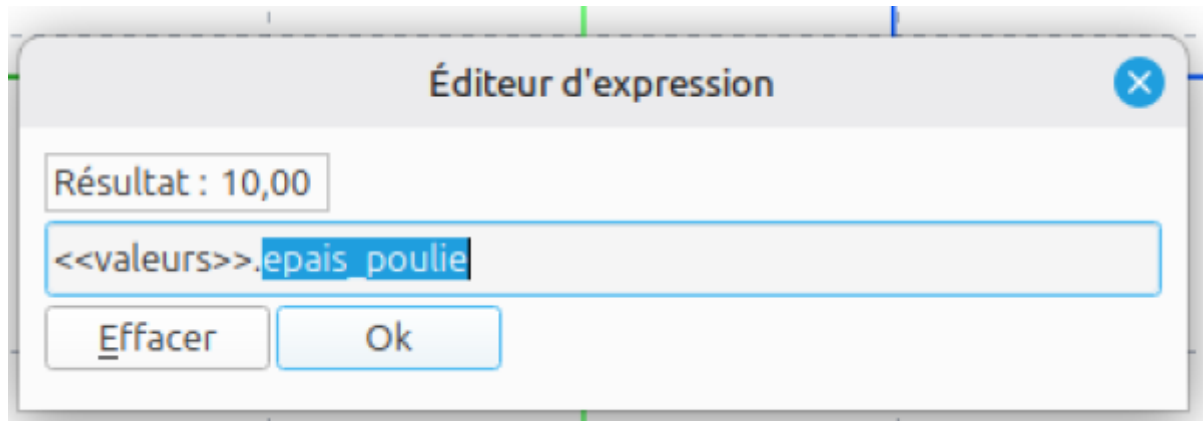 Éditeur d'expression
Résultat : 10,00
<<valeurs>>.epais_poulie
Effacer
Ok